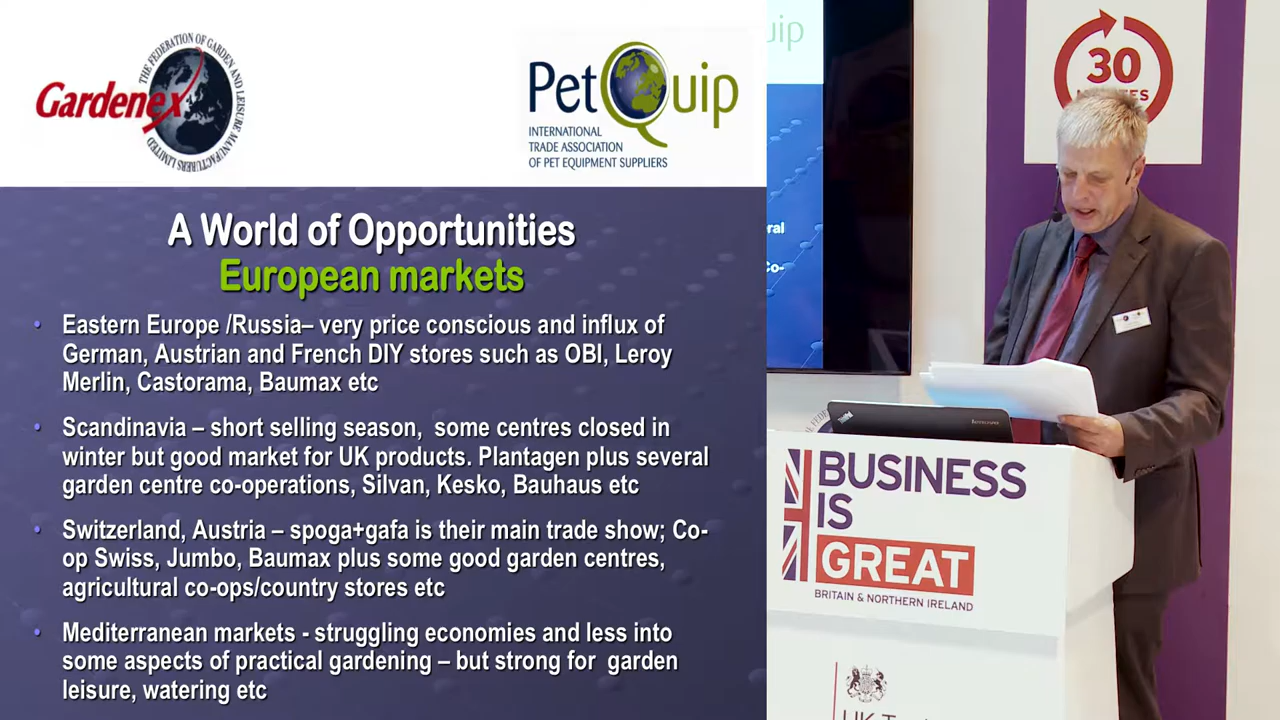 Gardenex
THE FEDERATION OF GARDEN AND LEISURE MANUFACTURERS LIMITED
PetQuip
INTERNATIONAL
TRADE ASSOCIATION
OF PET EQUIPMENT SUPPLIERS
A World of Opportunities
European markets
• Eastern Europe /Russia– very price conscious and influx of
German, Austrian and French DIY stores such as OBI, Leroy
Merlin, Castorama, Baumax etc
• Scandinavia – short selling season, some centres closed in
winter but good market for UK products. Plantagen plus several
garden centre co-operations, Silvan, Kesko, Bauhaus etc
• Switzerland, Austria – spoga+gafa is their main trade show; Co-
op Swiss, Jumbo, Baumax plus some good garden centres,
agricultural co-ops/country stores etc
• Mediterranean markets - struggling economies and less into
some aspects of practical gardening – but strong for garden
leisure, watering etc
uip
ral
Co-
30
ThinkPad
BUSINESS
IS
GREAT
BRITAIN & NORTHERN IRELAND
UK T